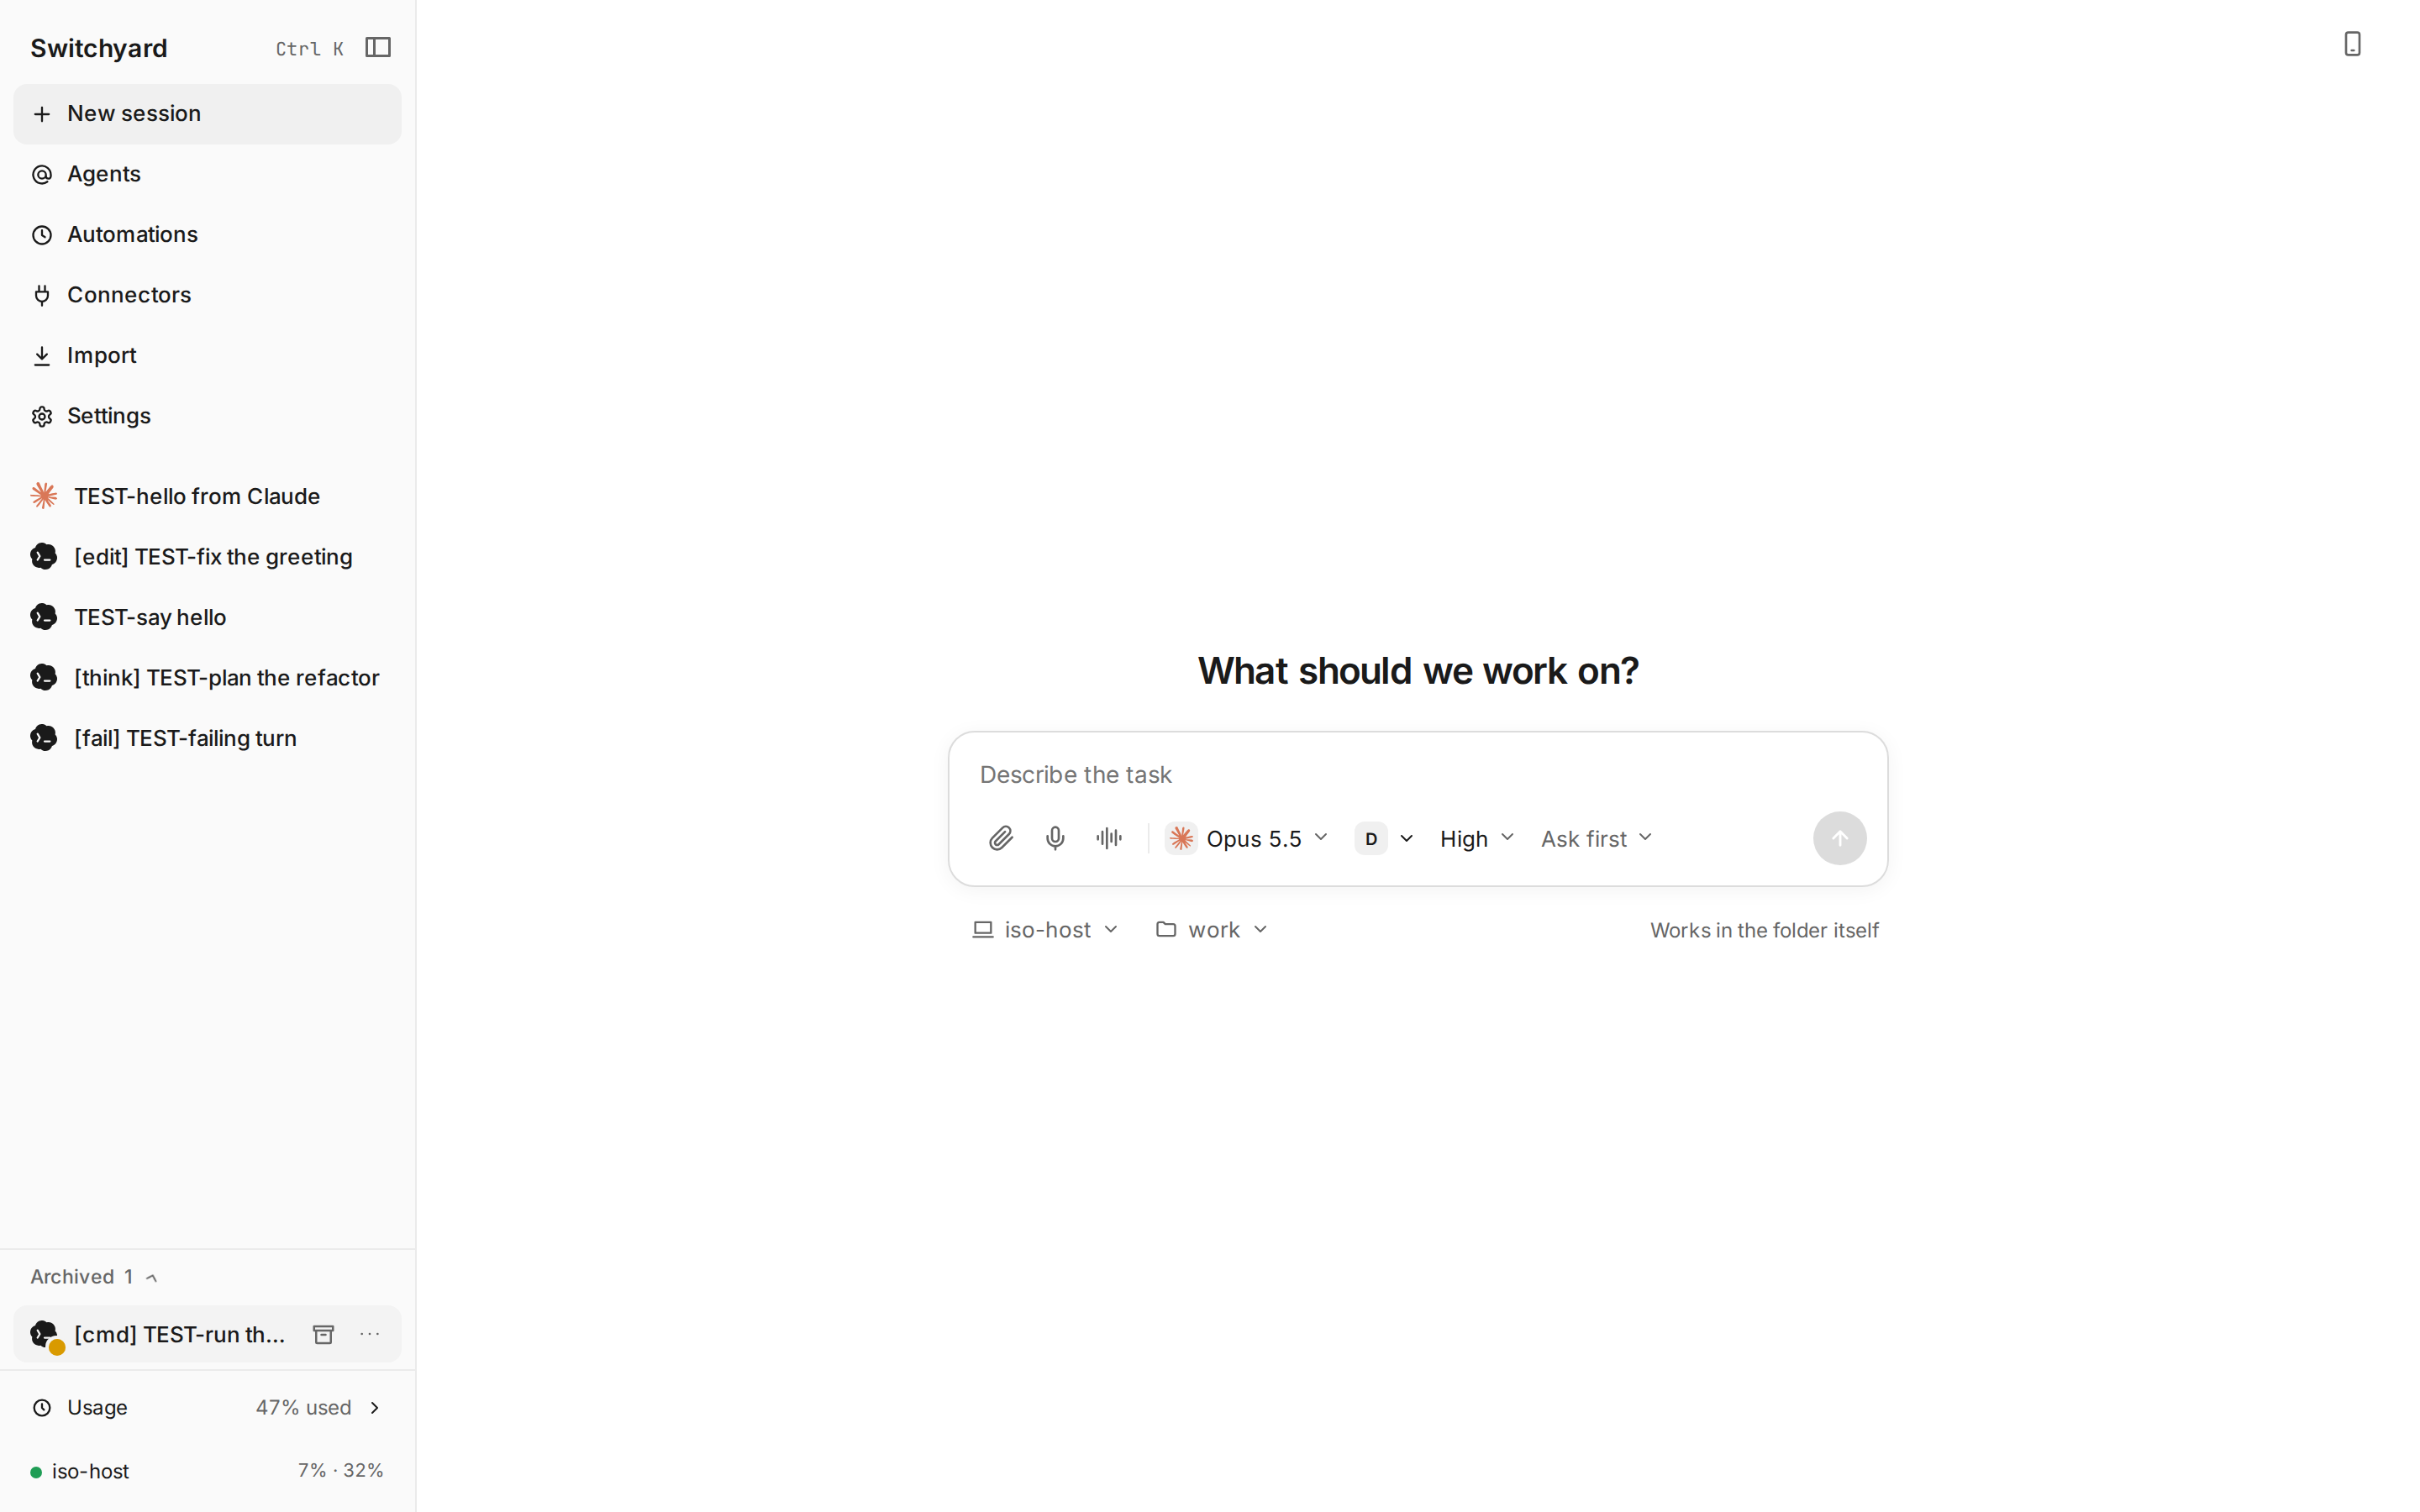 Switchyard Ctrl K
New session
Agents
Automations
Connectors
Import
Settings
TEST-hello from Claude
[edit] TEST-fix the greeting
TEST-say hello
[think] TEST-plan the refactor
[fail] TEST-failing turn
Archived 1
[cmd] TEST-run th...
Usage 47% used
iso-host 7% · 32%
What should we work on?
Describe the task
Opus 5.5 D High Ask first
iso-host work Works in the folder itself